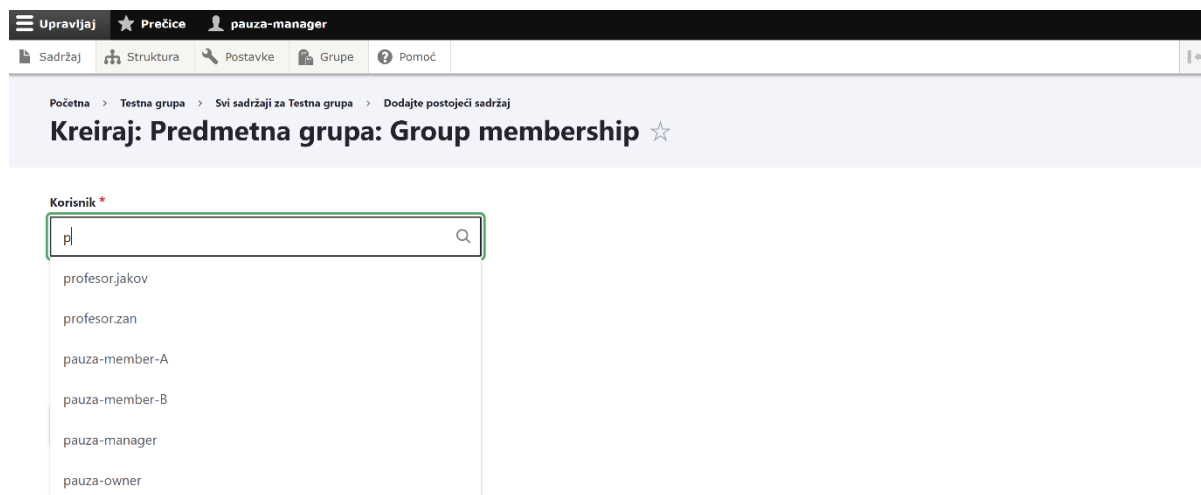 Upravljaj Prečice pauza-manager
Sadržaj Struktura Postavke Grupe Pomoć
Početna > Testna grupa > Svi sadržaji za Testna grupa > Dodajte postojeći sadržaj
Kreiraj: Predmetna grupa: Group membership
Korisnik *
p
profesor.jakov
profesor.zan
pauza-member-A
pauza-member-B
pauza-manager
pauza-owner